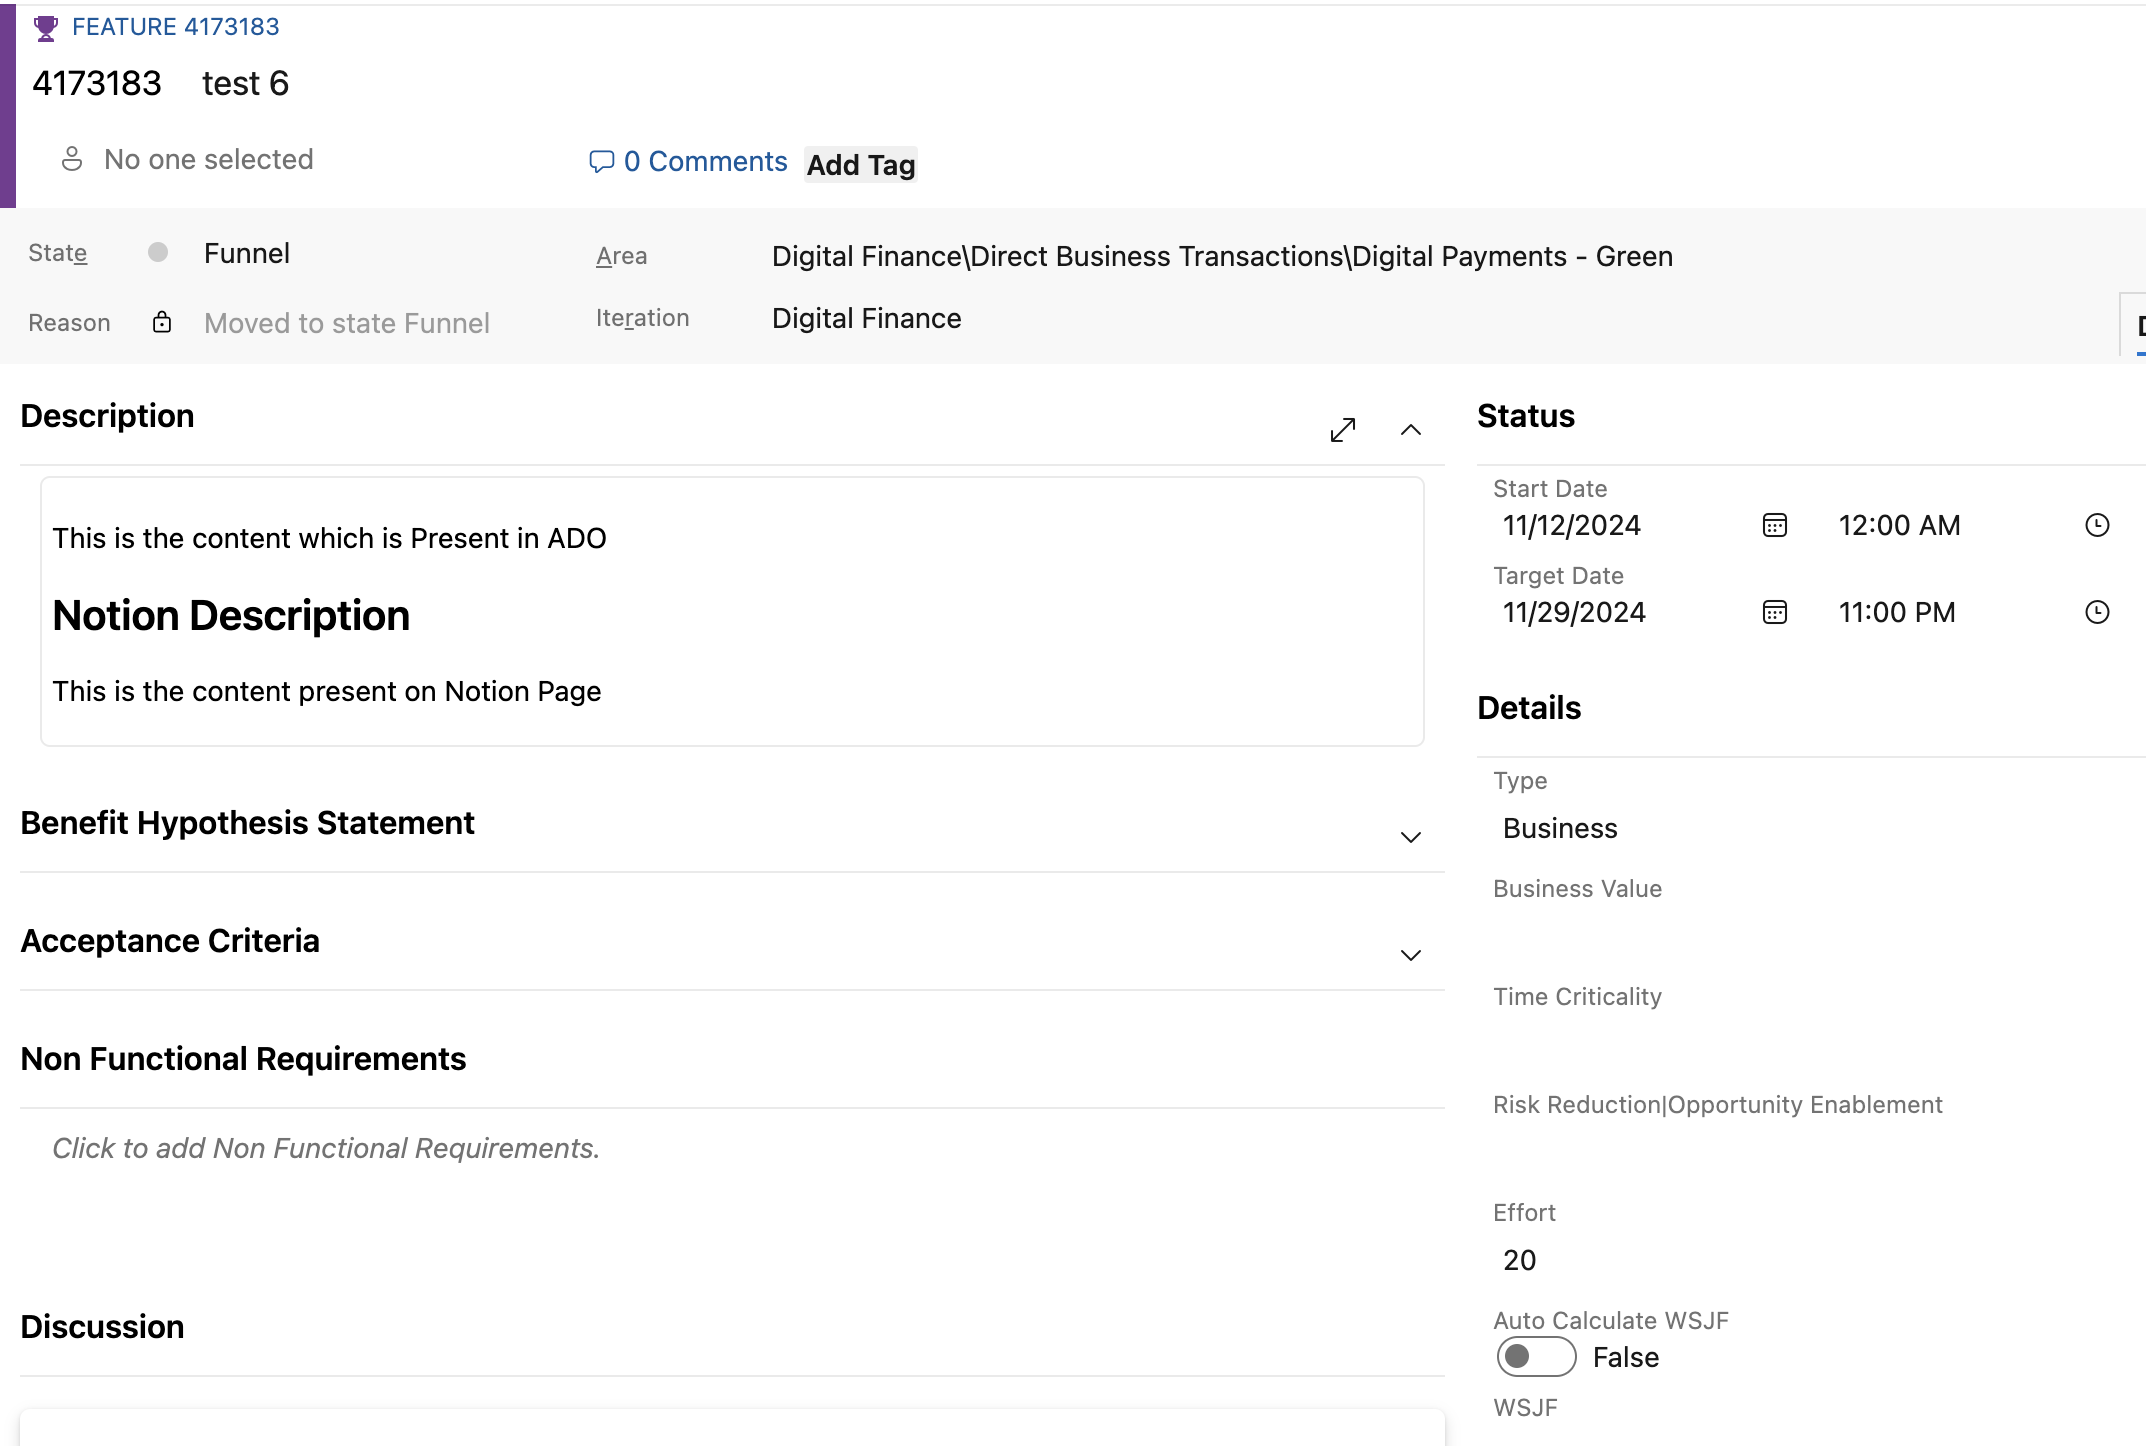 FEATURE 4173183
4173183 test 6
No one selected
0 Comments Add Tag
State Funnel
Area Digital Finance\Direct Business Transactions\Digital Payments - Green
Reason Moved to state Funnel
Iteration Digital Finance
Description
This is the content which is Present in ADO
Notion Description
This is the content present on Notion Page
Benefit Hypothesis Statement
Acceptance Criteria
Non Functional Requirements
Click to add Non Functional Requirements.
Discussion
Status
Start Date
11/12/2024 12:00 AM
Target Date
11/29/2024 11:00 PM
Details
Type
Business
Business Value
Time Criticality
Risk Reduction|Opportunity Enablement
Effort
20
Auto Calculate WSJF
False
WSJF